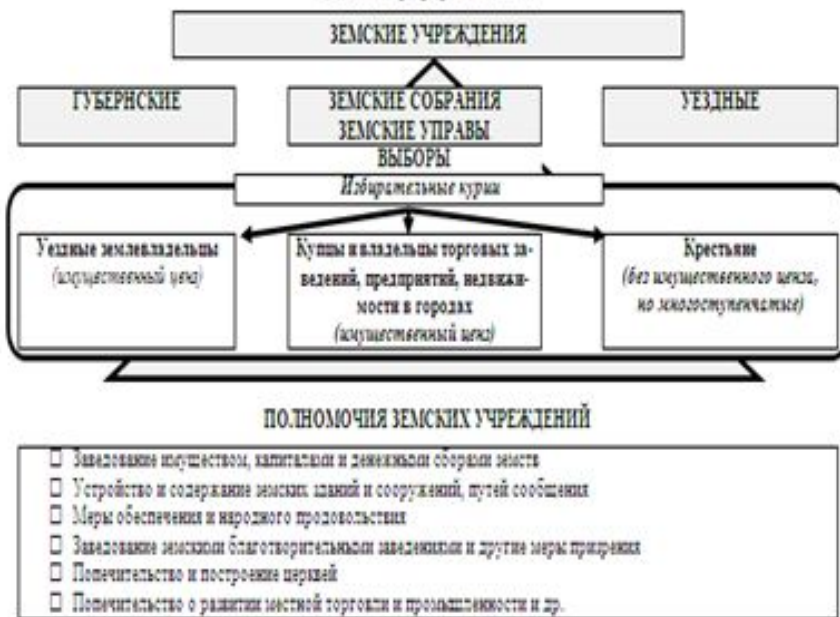 ЗЕМСКИЕ УЧРЕЖДЕНИЯ
ГУБЕРНСКИЕ
ЗЕМСКИЕ СОБРАНИЯ
ЗЕМСКИЕ УПРАВЫ
УЕЗДНЫЕ
ВЫБОРЫ
Избирательные курии
Уездные землевладельцы
(имущественный ценз)
Купцы и владельцы торговых за-
ведений, предприятий, недвижи-
мости в городах
(имущественный ценз)
Крестьяне
(без имущественного ценза,
но многоступенчатые)
ПОЛНОМОЧИЯ ЗЕМСКИХ УЧРЕЖДЕНИЙ
Заведование имуществом, капиталами и денежными сборами земств
Устройство и содержание земских зданий и сооружений, путей сообщения
Меры обеспечения и народного продовольствия
Заведование земскими благотворительными заведениями и другие меры призрения
Попечительство и построение церквей
Попечительство о развитии местной торговли и промышленности и др.